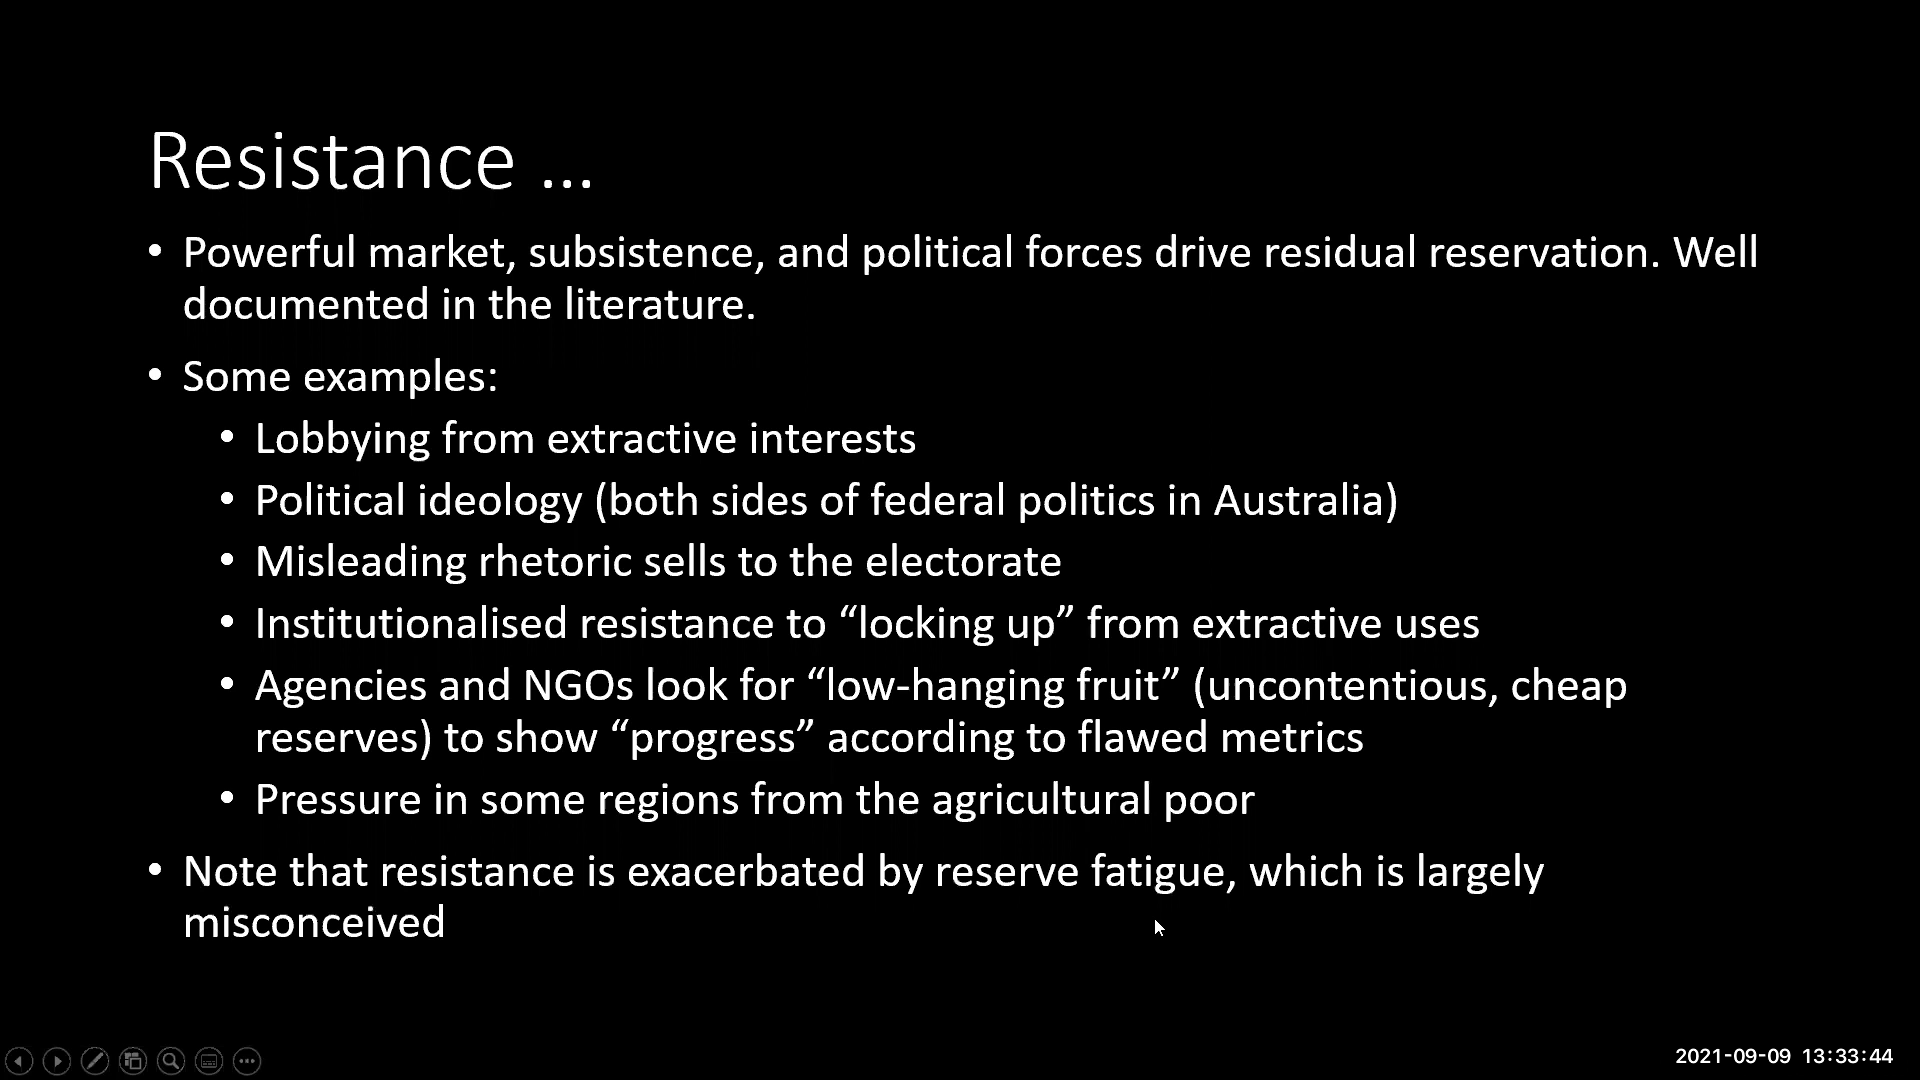 Resistance ...
• Powerful market, subsistence, and political forces drive residual reservation. Well
documented in the literature.
• Some examples:
• Lobbying from extractive interests
• Political ideology (both sides of federal politics in Australia)
• Misleading rhetoric sells to the electorate
• Institutionalised resistance to “locking up” from extractive uses
• Agencies and NGOs look for “low-hanging fruit” (uncontentious, cheap
reserves) to show “progress” according to flawed metrics
• Pressure in some regions from the agricultural poor
• Note that resistance is exacerbated by reserve fatigue, which is largely
misconceived
2021-09-09 13:33:44